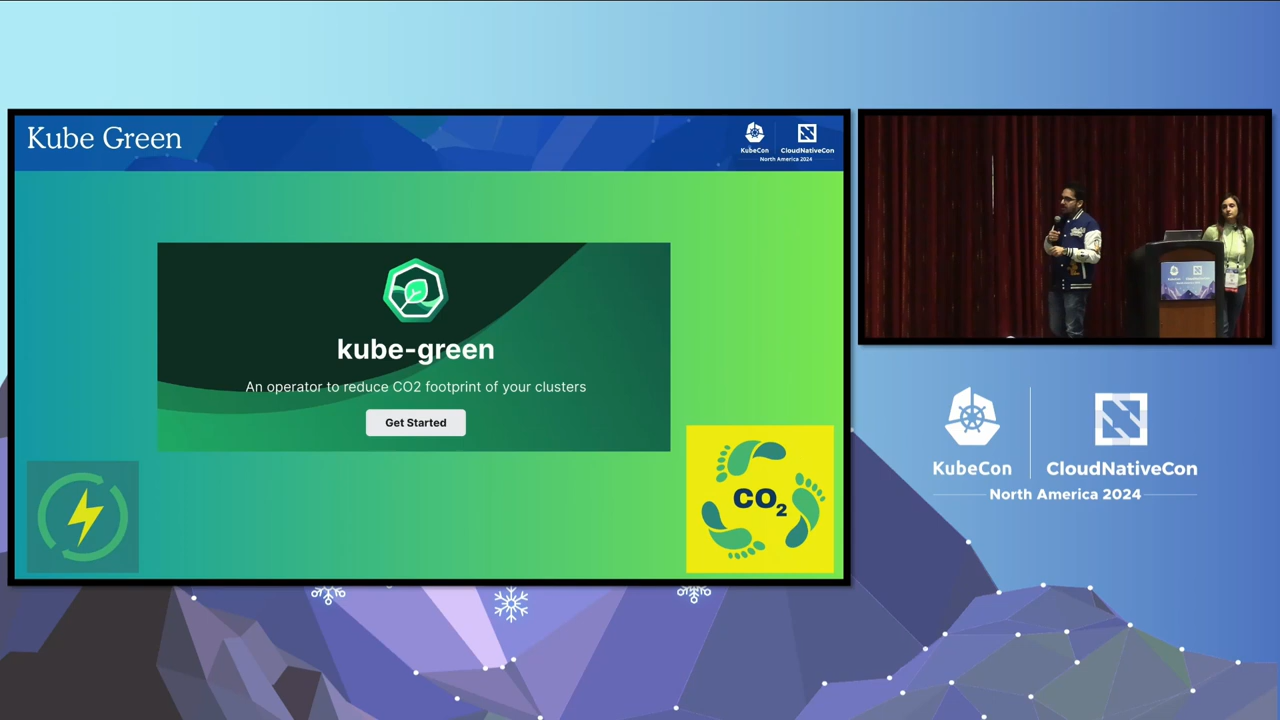 Kube Green
KubeCon
CloudNativeCon
North America 2024
kube-green
An operator to reduce CO2 footprint of your clusters
Get Started
CO2
KubeCon
CloudNativeCon
North America 2024